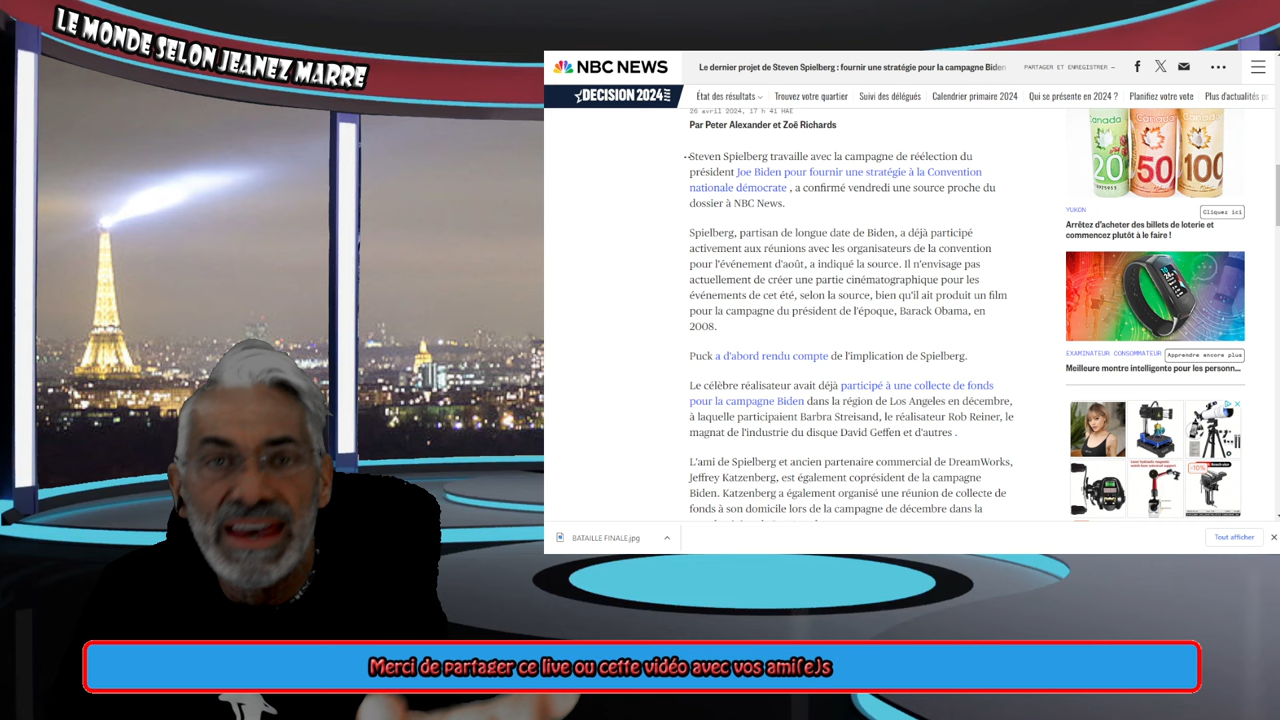 LE MONDE SELON JEANEZ MARRE
NBC NEWS
Le dernier projet de Steven Spielberg : fournir une stratégie pour la campagne Biden
PARTAGER ET ENREGISTRER —
DECISION 2024
État des résultats
Trouvez votre quartier
Suivi des délégués
Calendrier primaire 2024
Qui se présente en 2024 ?
Planifiez votre vote
Plus d'actualités
26 avril 2024, 17 h 41 HAE
Par Peter Alexander et Zoë Richards
Steven Spielberg travaille avec la campagne de réélection du
président Joe Biden pour fournir une stratégie à la Convention
nationale démocrate , a confirmé vendredi une source proche du
dossier à NBC News.
Spielberg, partisan de longue date de Biden, a déjà participé
activement aux réunions avec les organisateurs de la convention
pour l'événement d'août, a indiqué la source. Il n'envisage pas
actuellement de créer une partie cinématographique pour les
événements de cet été, selon la source, bien qu'il ait produit un film
pour la campagne du président de l'époque, Barack Obama, en
2008.
Puck a d'abord rendu compte de l'implication de Spielberg.
Le célèbre réalisateur avait déjà participé à une collecte de fonds
pour la campagne Biden dans la région de Los Angeles en décembre,
à laquelle participaient Barbra Streisand, le réalisateur Rob Reiner, le
magnat de l'industrie du disque David Geffen et d'autres .
L'ami de Spielberg et ancien partenaire commercial de DreamWorks,
Jeffrey Katzenberg, est également coprésident de la campagne
Biden. Katzenberg a également organisé une réunion de collecte de
fonds à son domicile lors de la campagne de décembre dans la
Canada
20
50
100
YUKON
Cliquez ici
Arrêtez d'acheter des billets de loterie et
commencez plutôt à le faire !
EXAMINATEUR CONSOMMATEUR
Apprendre encore plus
Meilleure montre intelligente pour les personn...
-10%
BATAILLE FINALE.jpg
Tout afficher
Merci de partager ce live ou cette vidéo avec vos ami(e)s